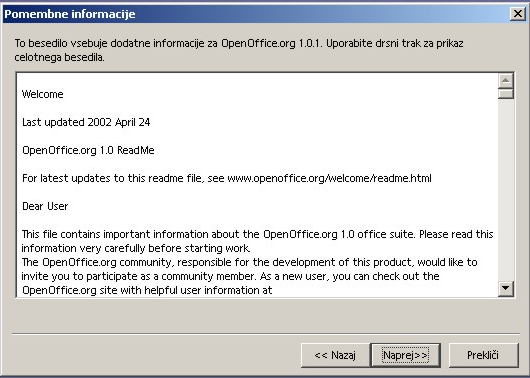 Pomembne informacije
To besedilo vsebuje dodatne informacije za OpenOffice.org 1.0.1. Uporabite drsni trak za prikaz
celotnega besedila.
Welcome
Last updated 2002 April 24
OpenOffice.org 1.0 ReadMe
For latest updates to this readme file, see www.openoffice.org/welcome/readme.html
Dear User
This file contains important information about the OpenOffice.org 1.0 office suite. Please read this
information very carefully before starting work.
The OpenOffice.org community, responsible for the development of this product, would like to
invite you to participate as a community member. As a new user, you can check out the
OpenOffice.org site with helpful user information at
<< Nazaj Naprej>> Prekliči